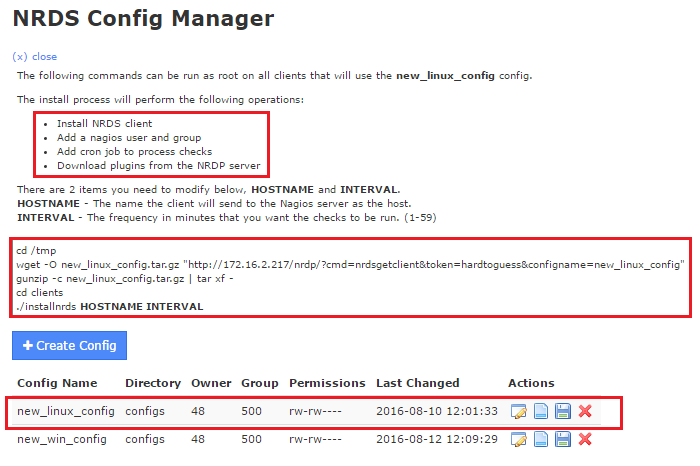 NRDS Config Manager
(x) close
The following commands can be run as root on all clients that will use the new_linux_config config.
The install process will perform the following operations:
• Install NRDS client
• Add a nagios user and group
• Add cron job to process checks
• Download plugins from the NRDP server
There are 2 items you need to modify below, HOSTNAME and INTERVAL.
HOSTNAME - The name the client will send to the Nagios server as the host.
INTERVAL - The frequency in minutes that you want the checks to be run. (1-59)
cd /tmp
wget -O new_linux_config.tar.gz "http://172.16.2.217/nrdp/?cmd=nrdsgetclient&token=hardtoguess&configname=new_linux_config"
gunzip -c new_linux_config.tar.gz | tar xf -
cd clients
./installnrds HOSTNAME INTERVAL
+ Create Config
Config Name Directory Owner Group Permissions Last Changed Actions
new_linux_config configs 48 500 rw-rw---- 2016-08-10 12:01:33
new_win_config configs 48 500 rw-rw---- 2016-08-12 12:09:29